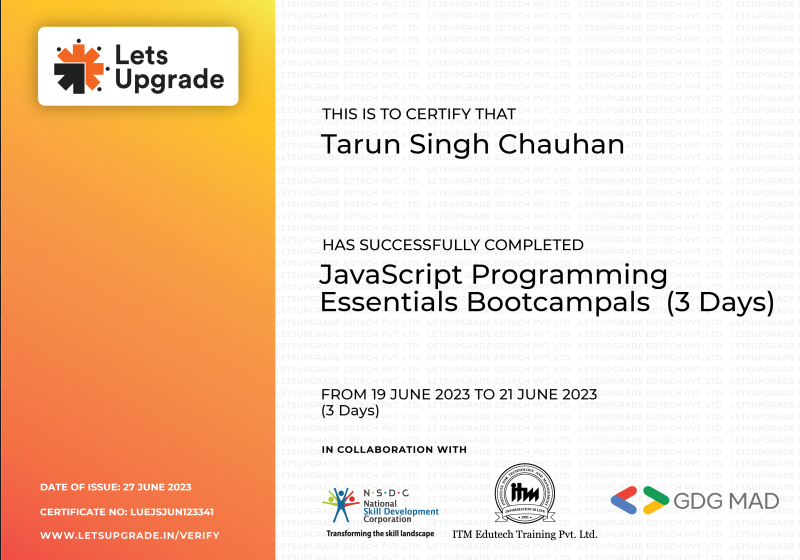 Lets
Upgrade
THIS IS TO CERTIFY THAT
Tarun Singh Chauhan
HAS SUCCESSFULLY COMPLETED
JavaScript Programming
Essentials Bootcampals (3 Days)
FROM 19 JUNE 2023 TO 21 JUNE 2023
(3 Days)
IN COLLABORATION WITH
N·S·D·C
National
Skill Development
Corporation
Transforming the skill landscape
itm
ITM Edutech Training Pvt. Ltd.
GDG MAD
DATE OF ISSUE: 27 JUNE 2023
CERTIFICATE NO: LUEJSJUN123341
WWW.LETSUPGRADE.IN/VERIFY